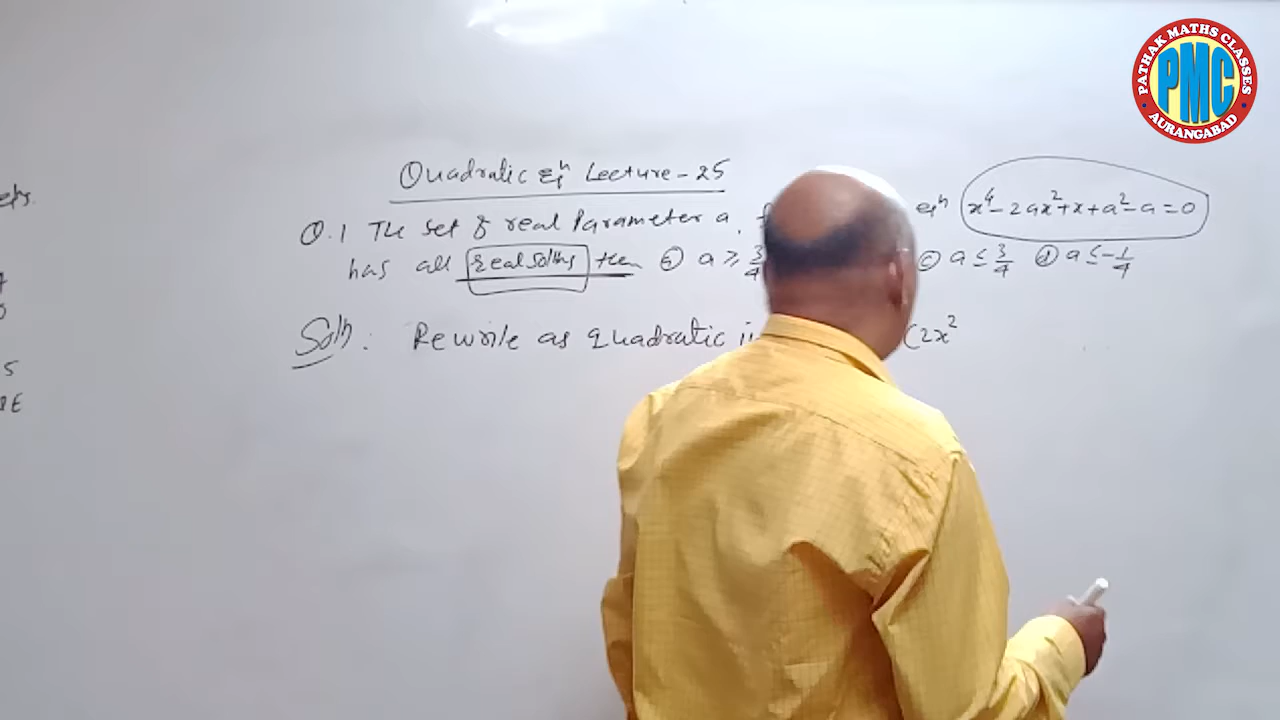 PATHAK MATHS CLASSES
PMC
AURANGABAD
Quadratic Eqⁿ Lecture - 25
Q.1 The set of real Parameter a, eqⁿ x⁴ - 2ax² + x + a² - a = 0
has all real solⁿs then ⓐ a ≥ 3/4 ⓒ a ≤ 3/4 ⓓ a ≤ -1/4
Solⁿ: Rewrite as quadratic (2x²